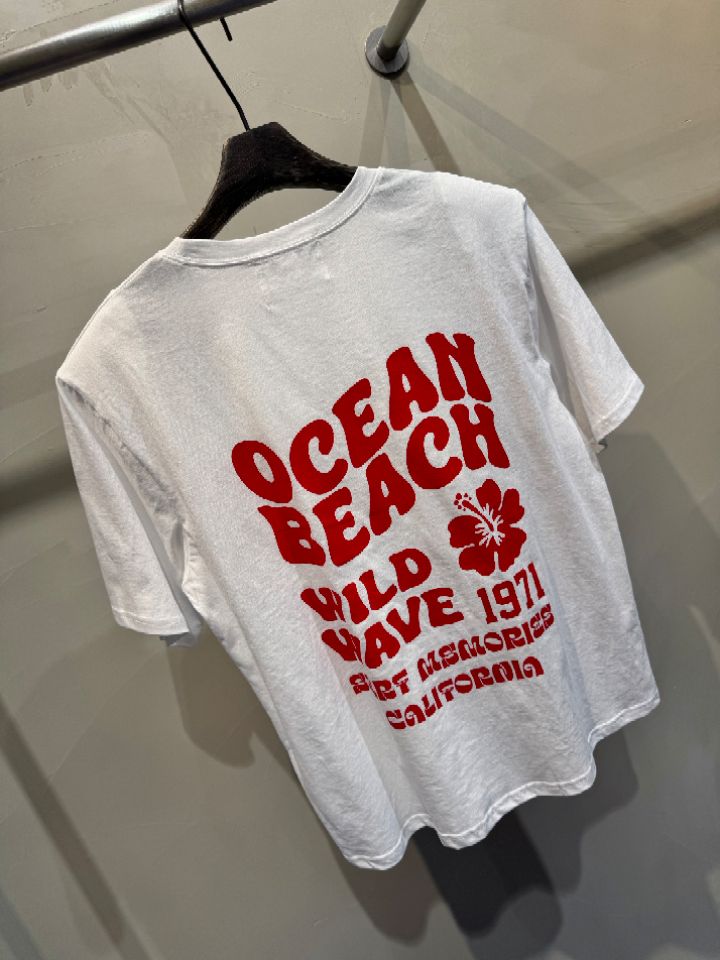 OCEAN
BEACH
WILD
WAVE 1971
SURF MEMORIES
CALIFORNIA